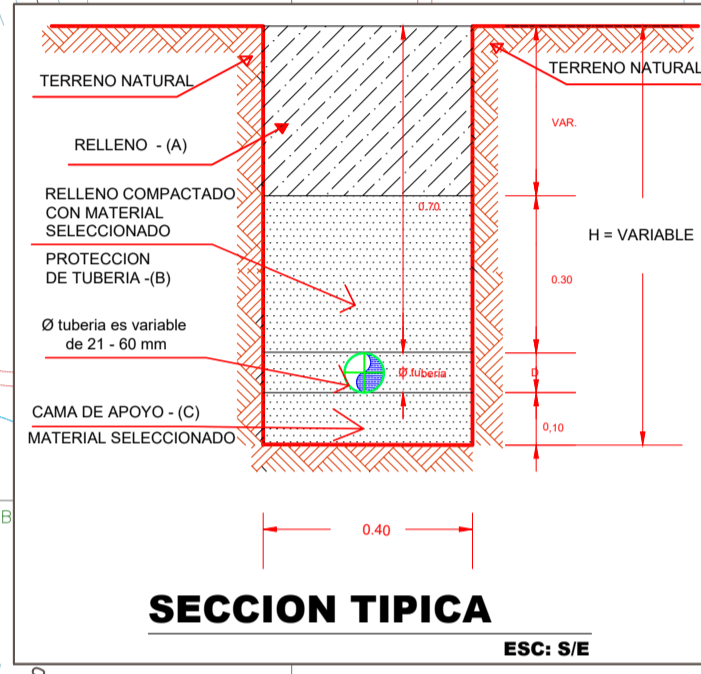 TERRENO NATURAL
TERRENO NATURAL
VAR.
RELLENO - (A)
RELLENO COMPACTADO
CON MATERIAL
SELECCIONADO
0.70
H = VARIABLE
PROTECCION
DE TUBERIA -(B)
0.30
Ø tuberia es variable
de 21 - 60 mm
Ø tuberia
D
CAMA DE APOYO - (C)
MATERIAL SELECCIONADO
0,10
B
0.40
SECCION TIPICA
ESC: S/E